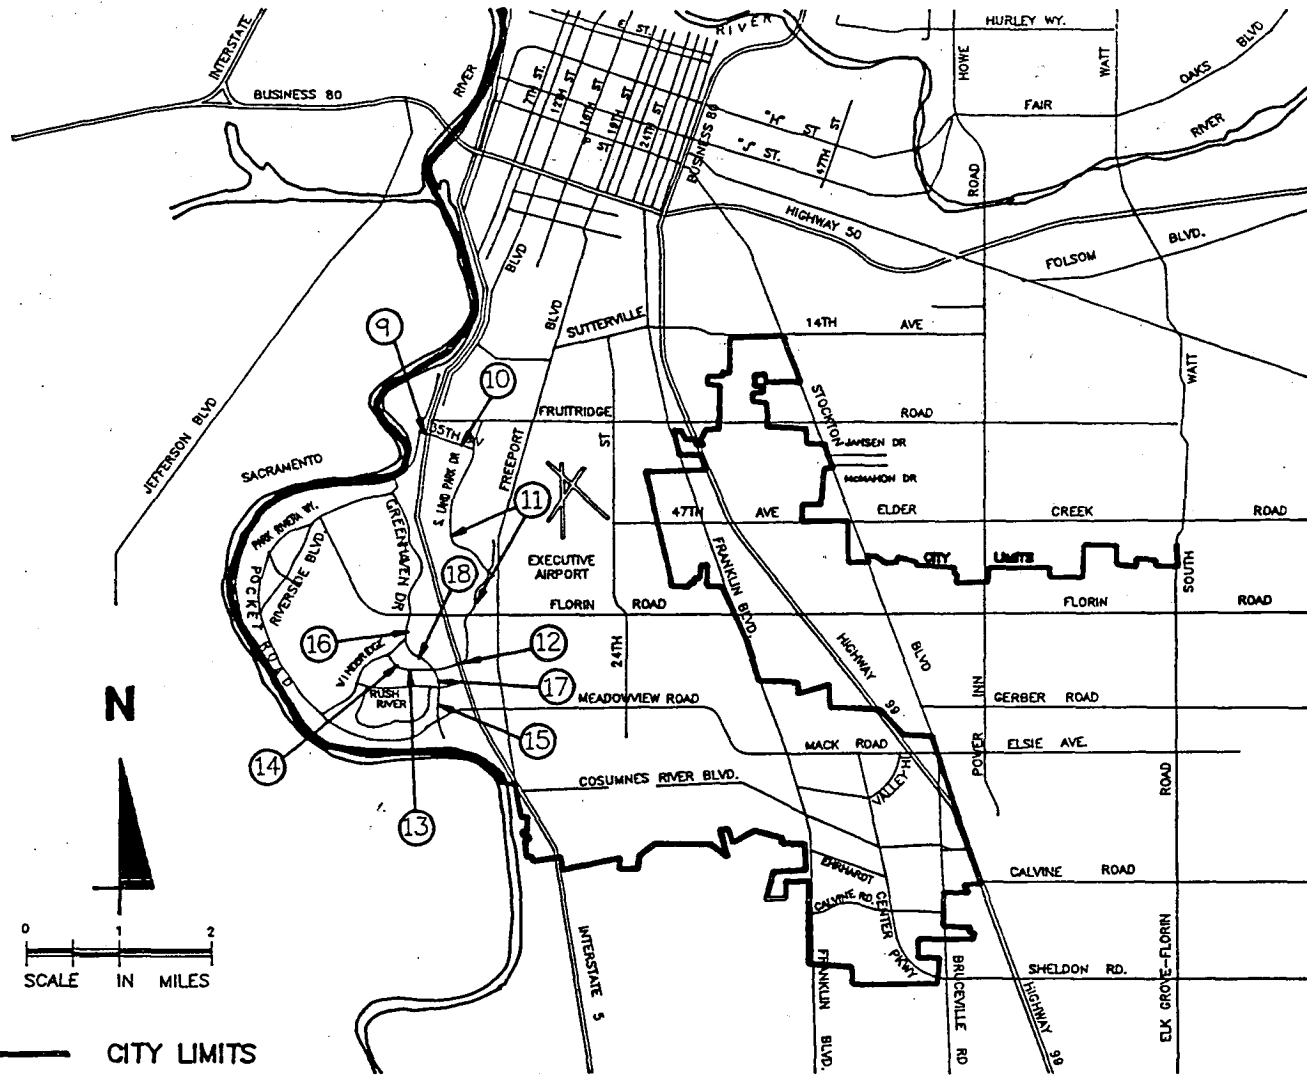 RIVER
HURLEY WY.
E ST.
INTERSTATE
BUSINESS 80
RIVER
HOWE
WATT
OAKS BLVD
FAIR
RIVER
7TH ST.
12TH ST
16TH ST
19TH ST
24TH ST
P ST
BUSINESS 80
"H" ST
"J" ST.
47TH ST
ROAD
HIGHWAY 50
FOLSOM BLVD.
BLVD
BLVD
SUTTERVILLE
14TH AVE
9
10
JEFFERSON BLVD
WATT
STOCKTON
FRUITRIDGE ROAD
35TH AV
ST
JANSEN DR
McMAHON DR
SACRAMENTO
S. LAND PARK DR
FREEPORT
11
47TH AVE ELDER CREEK ROAD
PARK RIVIERA WY.
GREENHAVEN DR
RIVERSIDE BLVD.
POCKET ROAD
FRANKLIN BLVD.
EXECUTIVE
AIRPORT
CITY LIMITS
SOUTH
18
FLORIN ROAD FLORIN ROAD
16
WINDBRIDGE
12
24TH
HIGHWAY 99
BLVD
17
RUSH
RIVER
MEADOWVIEW ROAD
INN
GERBER ROAD
N
15
14
MACK ROAD
POWER
ELSIE AVE.
COSUMNES RIVER BLVD.
VALLEY HI
ROAD
13
EHRHARDT
CALVINE ROAD
CALVINE RD.
CENTER PKWY
0 1 2
SCALE IN MILES
INTERSTATE 5
FRANKLIN BLVD.
BRUCEVILLE RD
SHELDON RD.
HIGHWAY 99
ELK GROVE-FLORIN
CITY LIMITS